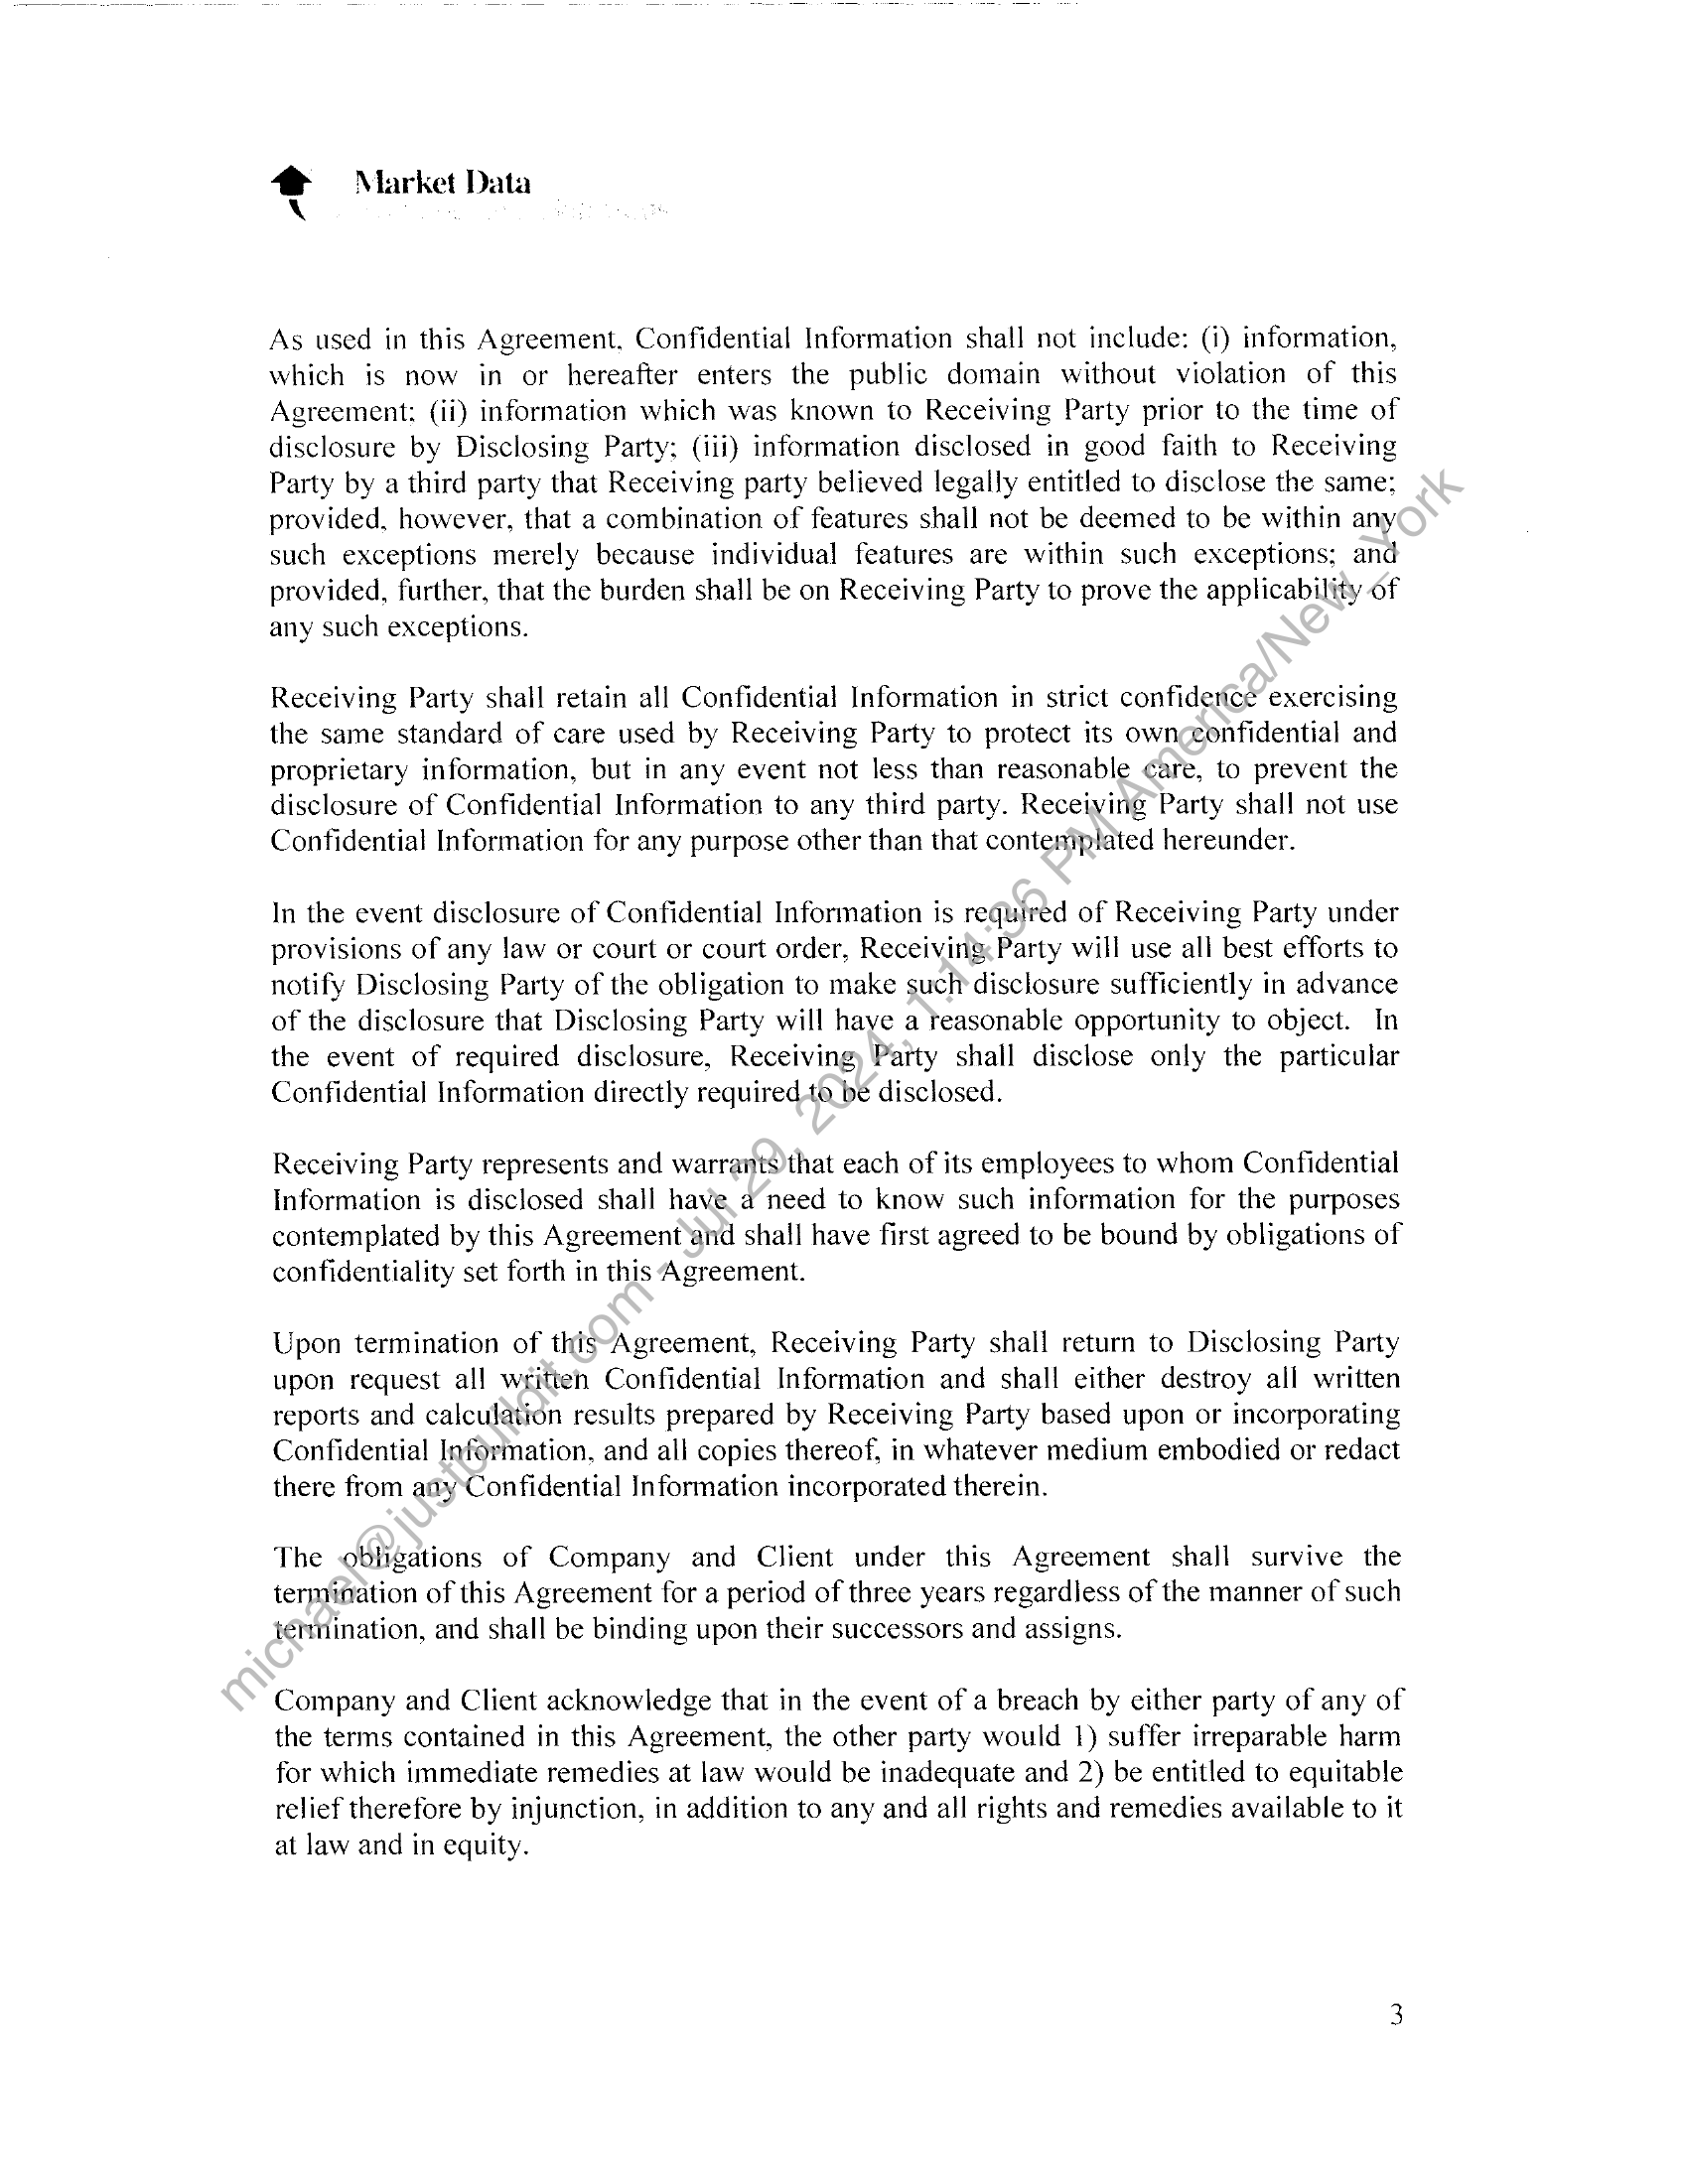 Market Data
As used in this Agreement, Confidential Information shall not include: (i) information,
which is now in or hereafter enters the public domain without violation of this
Agreement; (ii) information which was known to Receiving Party prior to the time of
disclosure by Disclosing Party; (iii) information disclosed in good faith to Receiving
Party by a third party that Receiving party believed legally entitled to disclose the same;
provided, however, that a combination of features shall not be deemed to be within any
such exceptions merely because individual features are within such exceptions; and
provided, further, that the burden shall be on Receiving Party to prove the applicability of
any such exceptions.
Receiving Party shall retain all Confidential Information in strict confidence exercising
the same standard of care used by Receiving Party to protect its own confidential and
proprietary information, but in any event not less than reasonable care, to prevent the
disclosure of Confidential Information to any third party. Receiving Party shall not use
Confidential Information for any purpose other than that contemplated hereunder.
In the event disclosure of Confidential Information is required of Receiving Party under
provisions of any law or court or court order, Receiving Party will use all best efforts to
notify Disclosing Party of the obligation to make such disclosure sufficiently in advance
of the disclosure that Disclosing Party will have a reasonable opportunity to object. In
the event of required disclosure, Receiving Party shall disclose only the particular
Confidential Information directly required to be disclosed.
Receiving Party represents and warrants that each of its employees to whom Confidential
Information is disclosed shall have a need to know such information for the purposes
contemplated by this Agreement and shall have first agreed to be bound by obligations of
confidentiality set forth in this Agreement.
Upon termination of this Agreement, Receiving Party shall return to Disclosing Party
upon request all written Confidential Information and shall either destroy all written
reports and calculation results prepared by Receiving Party based upon or incorporating
Confidential Information, and all copies thereof, in whatever medium embodied or redact
there from any Confidential Information incorporated therein.
The obligations of Company and Client under this Agreement shall survive the
termination of this Agreement for a period of three years regardless of the manner of such
termination, and shall be binding upon their successors and assigns.
Company and Client acknowledge that in the event of a breach by either party of any of
the terms contained in this Agreement, the other party would 1) suffer irreparable harm
for which immediate remedies at law would be inadequate and 2) be entitled to equitable
relief therefore by injunction, in addition to any and all rights and remedies available to it
at law and in equity.
3
michael@justbuildit.com - Jul 29, 2024, 1:14:36 PM America/New_York